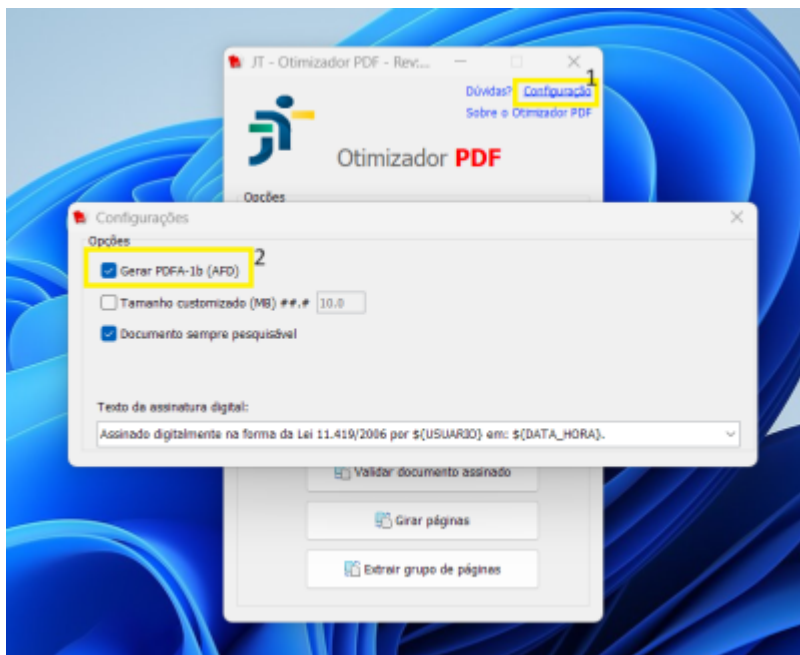 JT - Otimizador PDF - Rev:...
1
Dúvidas? Configuração
Sobre o Otimizador PDF
Otimizador PDF
Opções
Configurações
Opções
2
Gerar PDFA-1b (AFD)
Tamanho customizado (MB) ##.# 10.0
Documento sempre pesquisável
Texto da assinatura digital:
Assinado digitalmente na forma da Lei 11.419/2006 por ${USUARIO} em: ${DATA_HORA}.
Validar documento assinado
Girar páginas
Extrair grupo de páginas